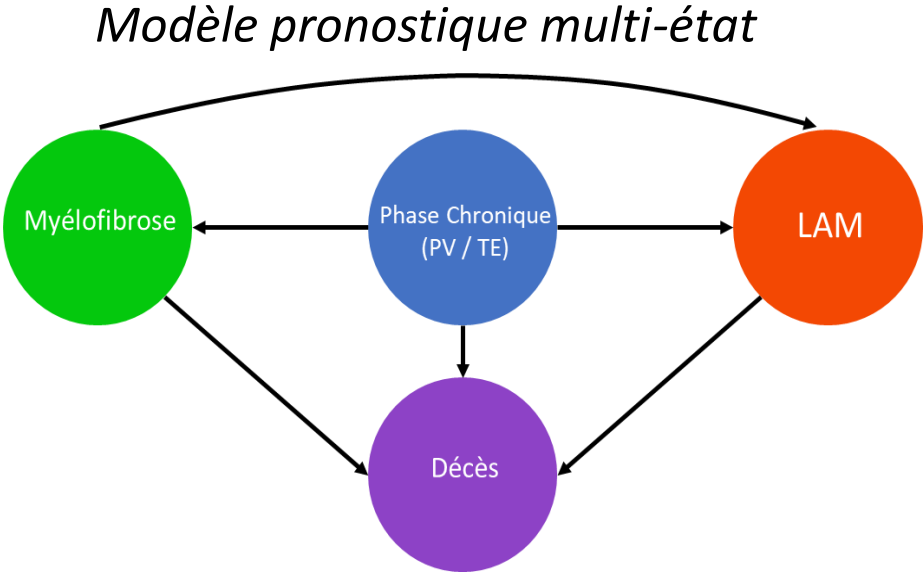 Modèle pronostique multi-état
Myélofibrose
Phase Chronique
(PV / TE)
LAM
Décès